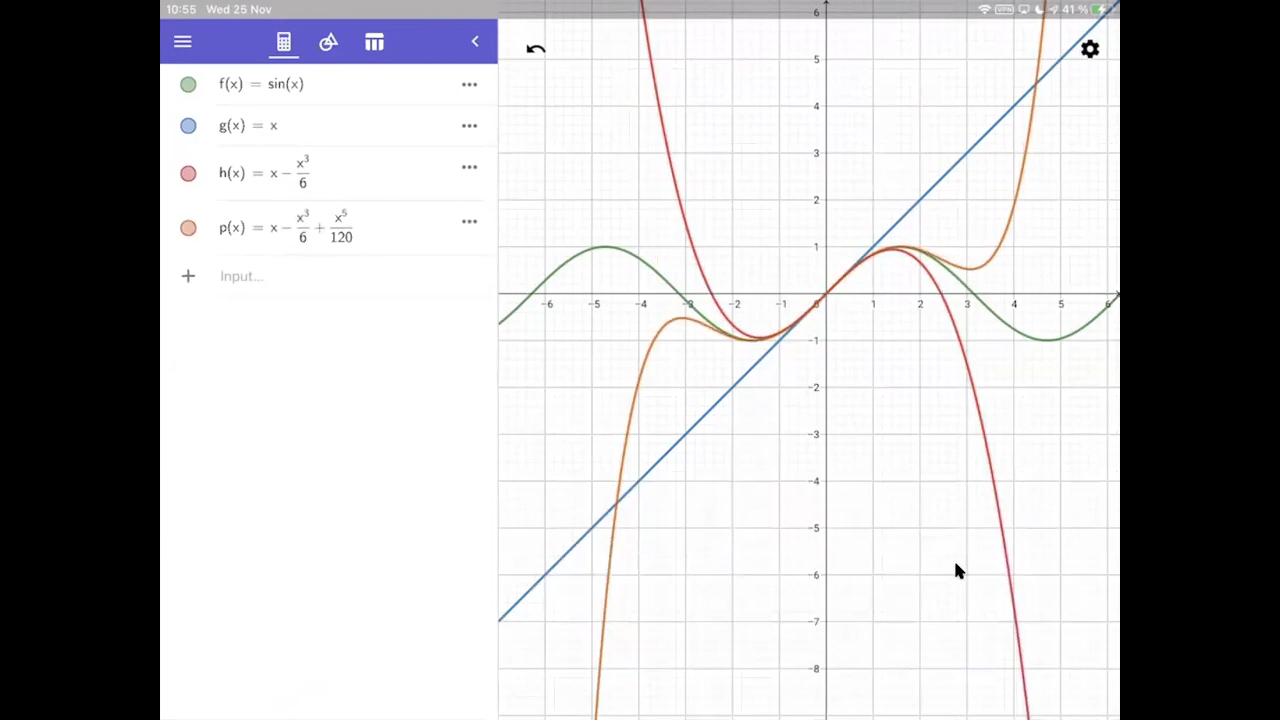 10:55 Wed 25 Nov
VPN 41 %
f(x) = sin(x)
g(x) = x
h(x) = x − x³/6
p(x) = x − x³/6 + x⁵/120
Input...
6
5
4
3
2
1
−6 −5 −4 −3 −2 −1 0 1 2 3 4 5 6
−1
−2
−3
−4
−5
−6
−7
−8